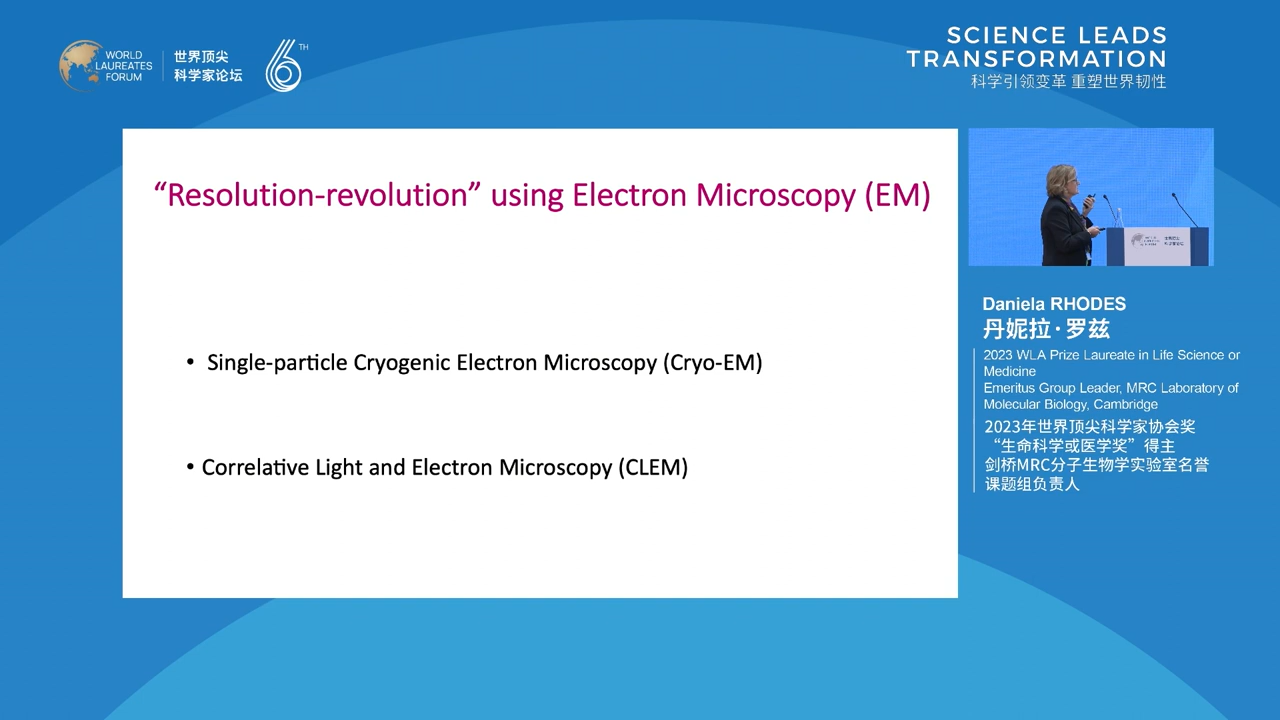 WORLD
LAUREATES
FORUM
世界顶尖
科学家论坛
6TH
SCIENCE LEADS
TRANSFORMATION
科学引领变革 重塑世界韧性
“Resolution-revolution” using Electron Microscopy (EM)
• Single-particle Cryogenic Electron Microscopy (Cryo-EM)
• Correlative Light and Electron Microscopy (CLEM)
Daniela RHODES
丹妮拉·罗兹
2023 WLA Prize Laureate in Life Science or
Medicine
Emeritus Group Leader, MRC Laboratory of
Molecular Biology, Cambridge
2023年世界顶尖科学家协会奖
“生命科学或医学奖”得主
剑桥MRC分子生物学实验室名誉
课题组负责人